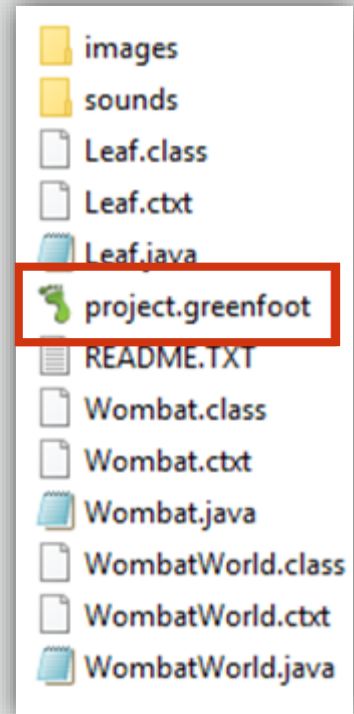 images
sounds
Leaf.class
Leaf.ctxt
Leaf.java
project.greenfoot
README.TXT
Wombat.class
Wombat.ctxt
Wombat.java
WombatWorld.class
WombatWorld.ctxt
WombatWorld.java